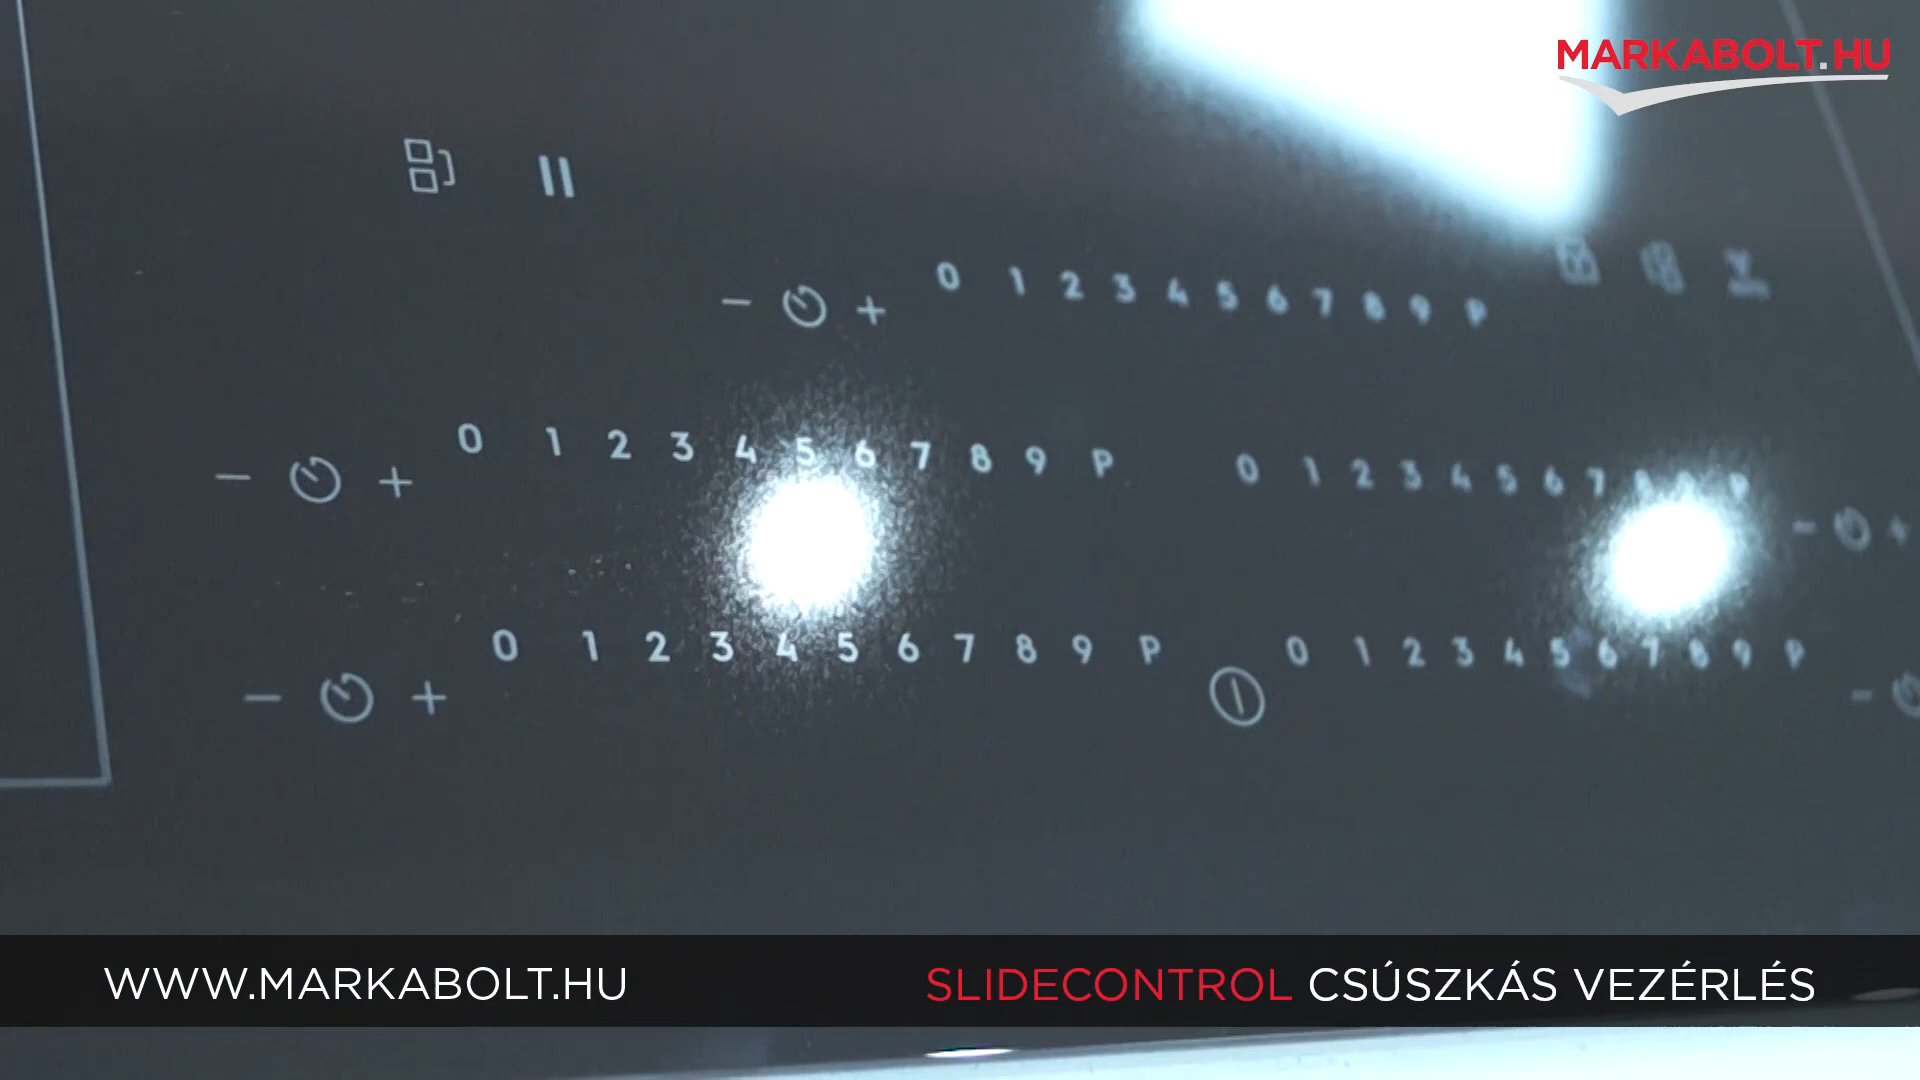 MARKABOLT.HU
- + 0 1 2 3 4 5 6 7 8 9 P
- + 0 1 2 3 4 5 6 7 8 9 P
0 1 2 3 4 5 6 7 8 9 P - +
- + 0 1 2 3 4 5 6 7 8 9 P
0 1 2 3 4 5 6 7 8 9 P -
WWW.MARKABOLT.HU
SLIDECONTROL CSÚSZKÁS VEZÉRLÉS